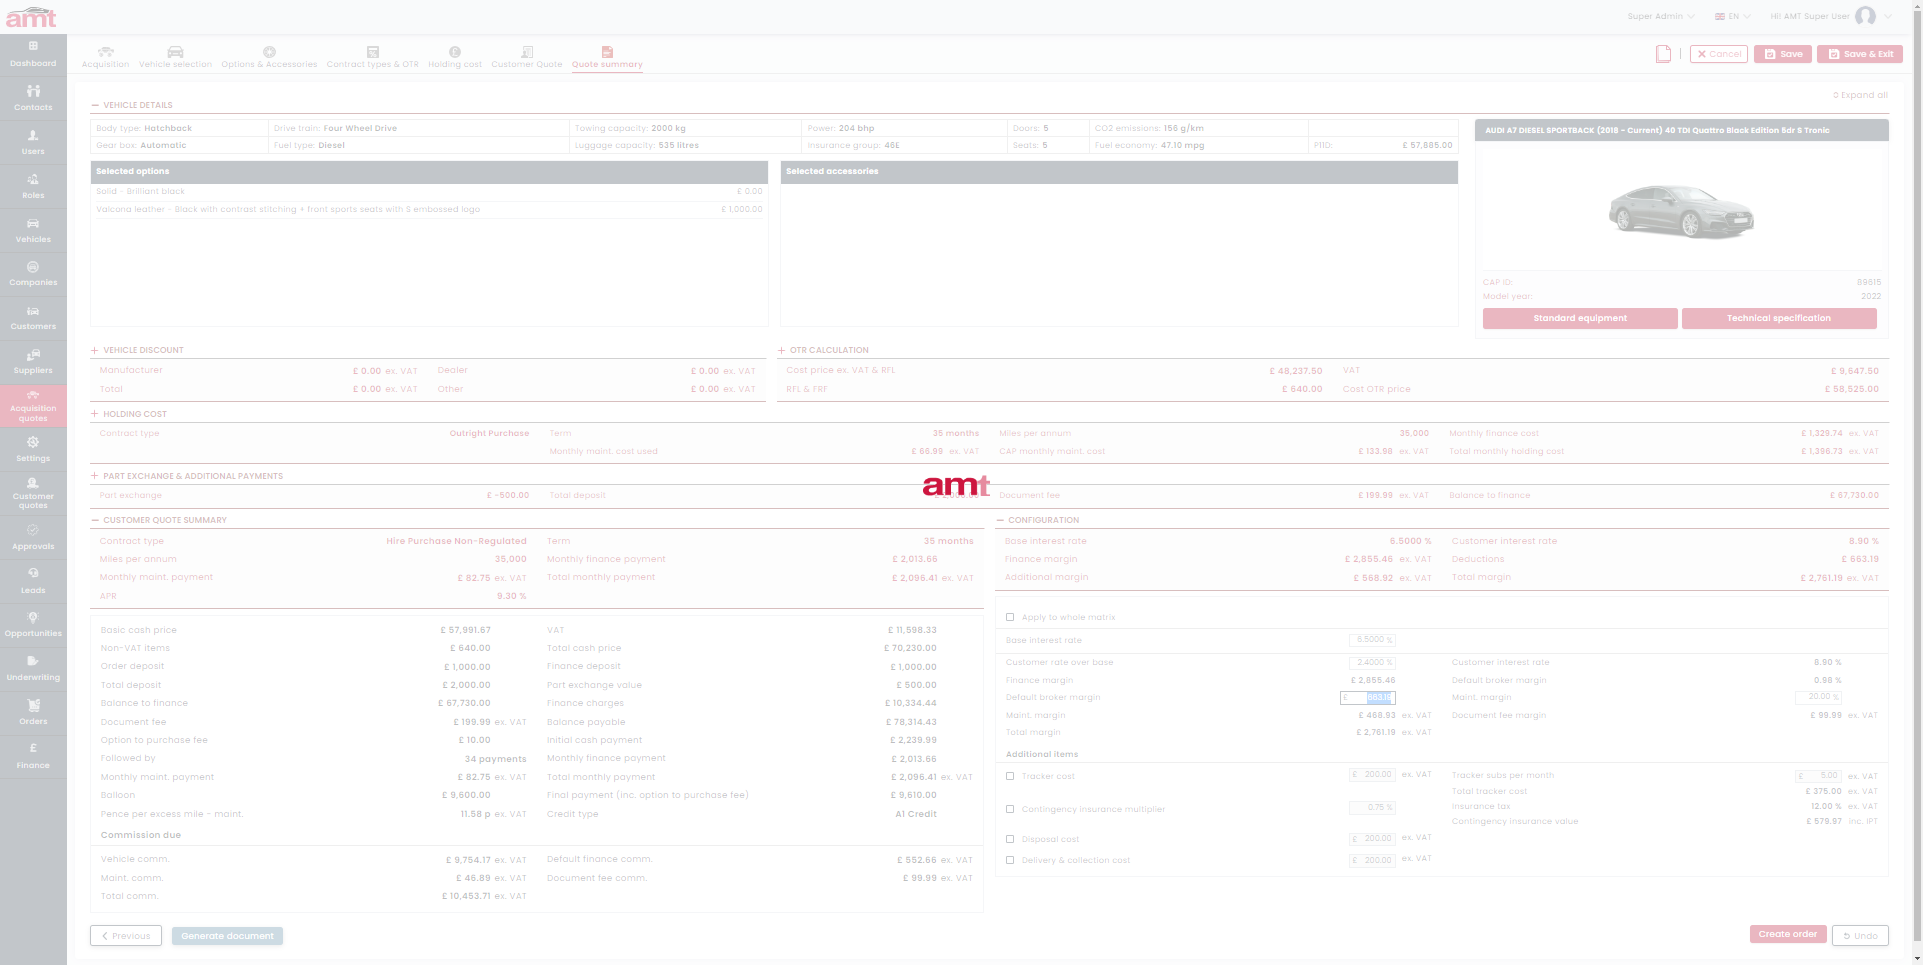 amt
Super Admin
EN
Hi! AMT Super User
Dashboard
Contacts
Users
Roles
Vehicles
Companies
Customers
Suppliers
Acquisition quotes
Settings
Customer quotes
Approvals
Leads
Opportunities
Underwriting
Orders
Finance
Acquisition
Vehicle selection
Options & Accessories
Contract types & OTR
Holding cost
Customer Quote
Quote summary
Cancel
Save
Save & Exit
Expand all
VEHICLE DETAILS
Body type: Hatchback Drive train: Four Wheel Drive Towing capacity: 2000 kg Power: 204 bhp Doors: 5 CO2 emissions: 156 g/km
Gear box: Automatic Fuel type: Diesel Luggage capacity: 535 litres Insurance group: 46E Seats: 5 Fuel economy: 47.10 mpg P11D: £ 57,885.00
AUDI A7 DIESEL SPORTBACK (2018 - Current) 40 TDI Quattro Black Edition 5dr S Tronic
Selected options
Solid - Brilliant black £ 0.00
Valcona leather - Black with contrast stitching + front sports seats with S embossed logo £ 1,000.00
Selected accessories
CAP ID: 89615
Model year: 2022
Standard equipment
Technical specification
VEHICLE DISCOUNT
Manufacturer £ 0.00 ex. VAT Dealer £ 0.00 ex. VAT
Total £ 0.00 ex. VAT Other £ 0.00 ex. VAT
OTR CALCULATION
Cost price ex. VAT & RFL £ 48,237.50 VAT £ 9,647.50
RFL & FRF £ 640.00 Cost OTR price £ 58,525.00
HOLDING COST
Contract type Outright Purchase Term 35 months Miles per annum 35,000 Monthly finance cost £ 1,329.74 ex. VAT
Monthly maint. cost used £ 66.99 ex. VAT CAP monthly maint. cost £ 133.98 ex. VAT Total monthly holding cost £ 1,396.73 ex. VAT
PART EXCHANGE & ADDITIONAL PAYMENTS
amt
Part exchange £ -500.00 Total deposit £ 2,000.00 Document fee £ 199.99 ex. VAT Balance to finance £ 67,730.00
CUSTOMER QUOTE SUMMARY
Contract type Hire Purchase Non-Regulated Term 35 months
Miles per annum 35,000 Monthly finance payment £ 2,013.66
Monthly maint. payment £ 82.75 ex. VAT Total monthly payment £ 2,096.41 ex. VAT
APR 9.30 %
Basic cash price £ 57,991.67 VAT £ 11,598.33
Non-VAT items £ 640.00 Total cash price £ 70,230.00
Order deposit £ 1,000.00 Finance deposit £ 1,000.00
Total deposit £ 2,000.00 Part exchange value £ 500.00
Balance to finance £ 67,730.00 Finance charges £ 10,334.44
Document fee £ 199.99 ex. VAT Balance payable £ 78,314.43
Option to purchase fee £ 10.00 Initial cash payment £ 2,239.99
Followed by 34 payments Monthly finance payment £ 2,013.66
Monthly maint. payment £ 82.75 ex. VAT Total monthly payment £ 2,096.41 ex. VAT
Balloon £ 9,600.00 Final payment (inc. option to purchase fee) £ 9,610.00
Pence per excess mile - maint. 11.58 p ex. VAT Credit type A1 Credit
Commission due
Vehicle comm. £ 9,754.17 ex. VAT Default finance comm. £ 552.66 ex. VAT
Maint. comm. £ 46.89 ex. VAT Document fee comm. £ 99.99 ex. VAT
Total comm. £ 10,453.71 ex. VAT
CONFIGURATION
Base interest rate 6.5000 % Customer interest rate 8.90 %
Finance margin £ 2,855.46 ex. VAT Deductions £ 663.19
Additional margin £ 568.92 ex. VAT Total margin £ 2,761.19 ex. VAT
Apply to whole matrix
Base interest rate 6.5000 %
Customer rate over base 2.4000 % Customer interest rate 8.90 %
Finance margin £ 2,855.46 Default broker margin 0.98 %
Default broker margin £ 663.19 Maint. margin 20.00 %
Maint. margin £ 468.93 ex. VAT Document fee margin £ 99.99 ex. VAT
Total margin £ 2,761.19 ex. VAT
Additional items
Tracker cost £ 200.00 ex. VAT Tracker subs per month £ 5.00 ex. VAT
Total tracker cost £ 375.00 ex. VAT
Contingency insurance multiplier 0.75 % Insurance tax 12.00 % ex. VAT
Contingency insurance value £ 579.97 inc. IPT
Disposal cost £ 200.00 ex. VAT
Delivery & collection cost £ 200.00 ex. VAT
Previous
Generate document
Create order
Undo